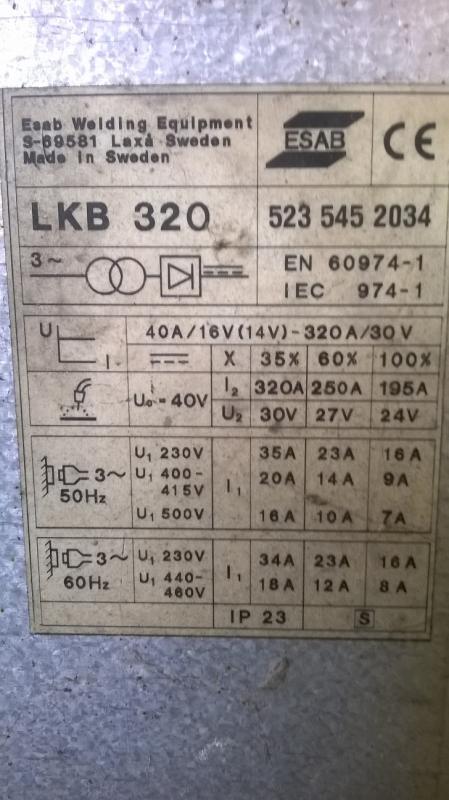 Esab Welding Equipment
S-69581 Laxå Sweden
Made in Sweden
ESAB
CE
LKB 320
523 545 2034
3~
EN 60974-1
IEC 974-1
U
I
40A/16V(14V)-320A/30V
X 35% 60% 100%
U₀=40V
I₂ 320A 250A 195A
U₂ 30V 27V 24V
3~
50Hz
U₁ 230V
U₁ 400-
415V
U₁ 500V
I₁
35A 23A 16A
20A 14A 9A
16A 10A 7A
3~
60Hz
U₁ 230V
U₁ 440-
460V
I₁
34A 23A 16A
18A 12A 8A
IP 23
S